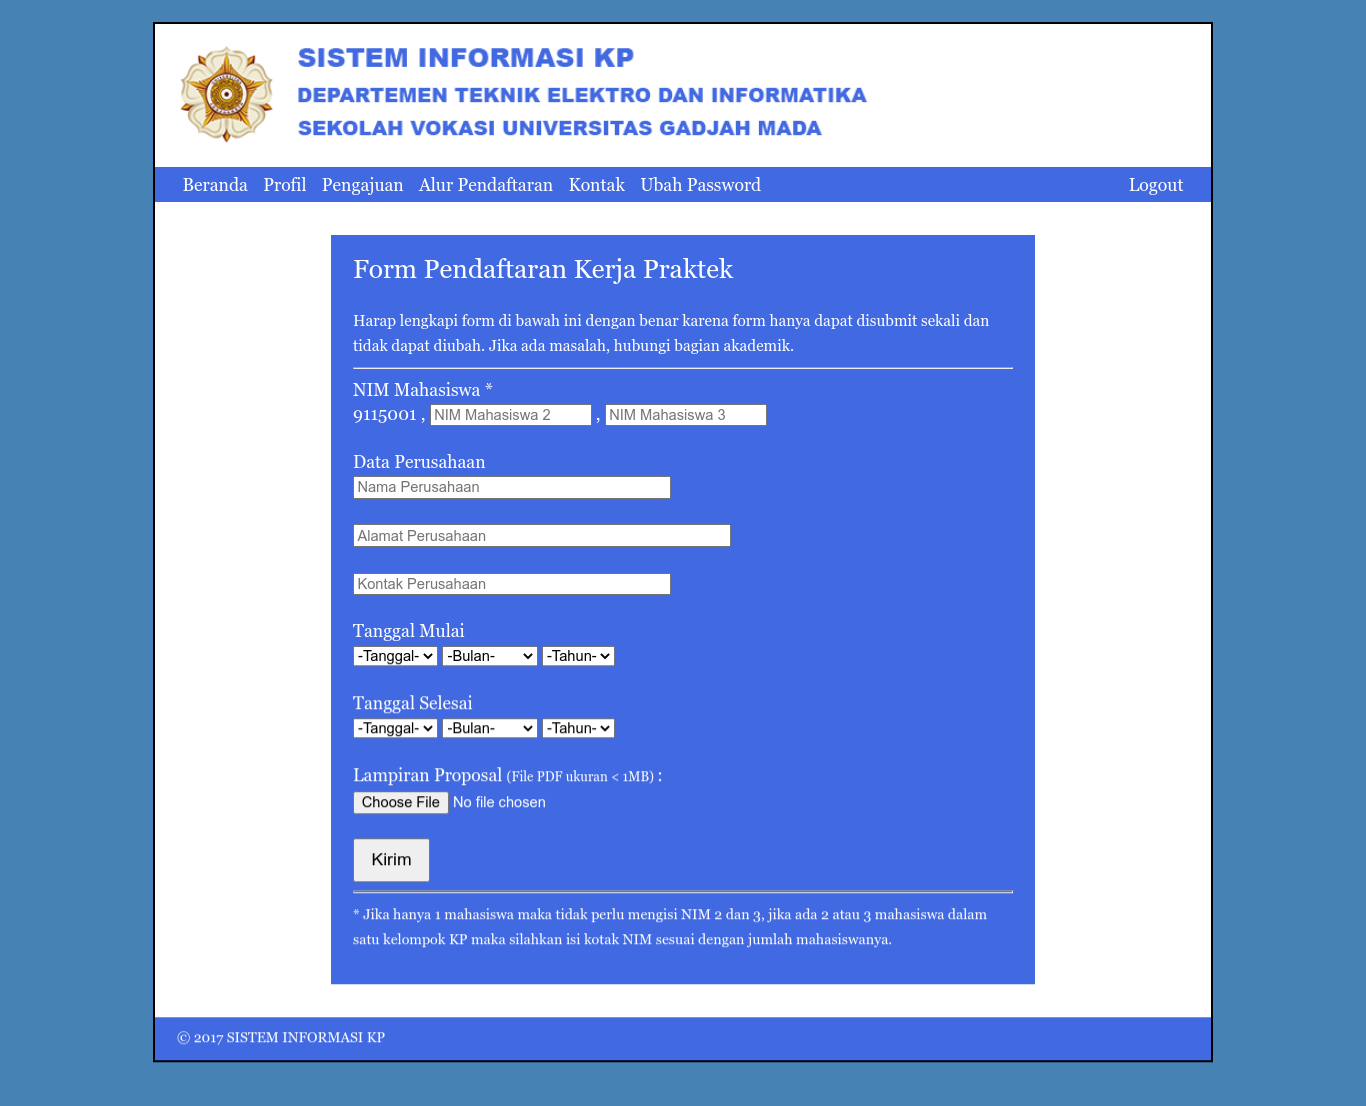 SISTEM INFORMASI KP
DEPARTEMEN TEKNIK ELEKTRO DAN INFORMATIKA
SEKOLAH VOKASI UNIVERSITAS GADJAH MADA
Beranda Profil Pengajuan Alur Pendaftaran Kontak Ubah Password Logout
Form Pendaftaran Kerja Praktek
Harap lengkapi form di bawah ini dengan benar karena form hanya dapat disubmit sekali dan
tidak dapat diubah. Jika ada masalah, hubungi bagian akademik.
NIM Mahasiswa *
9115001 , NIM Mahasiswa 2 , NIM Mahasiswa 3
Data Perusahaan
Nama Perusahaan
Alamat Perusahaan
Kontak Perusahaan
Tanggal Mulai
-Tanggal- -Bulan- -Tahun-
Tanggal Selesai
-Tanggal- -Bulan- -Tahun-
Lampiran Proposal (File PDF ukuran < 1MB) :
Choose File No file chosen
Kirim
* Jika hanya 1 mahasiswa maka tidak perlu mengisi NIM 2 dan 3, jika ada 2 atau 3 mahasiswa dalam
satu kelompok KP maka silahkan isi kotak NIM sesuai dengan jumlah mahasiswanya.
© 2017 SISTEM INFORMASI KP